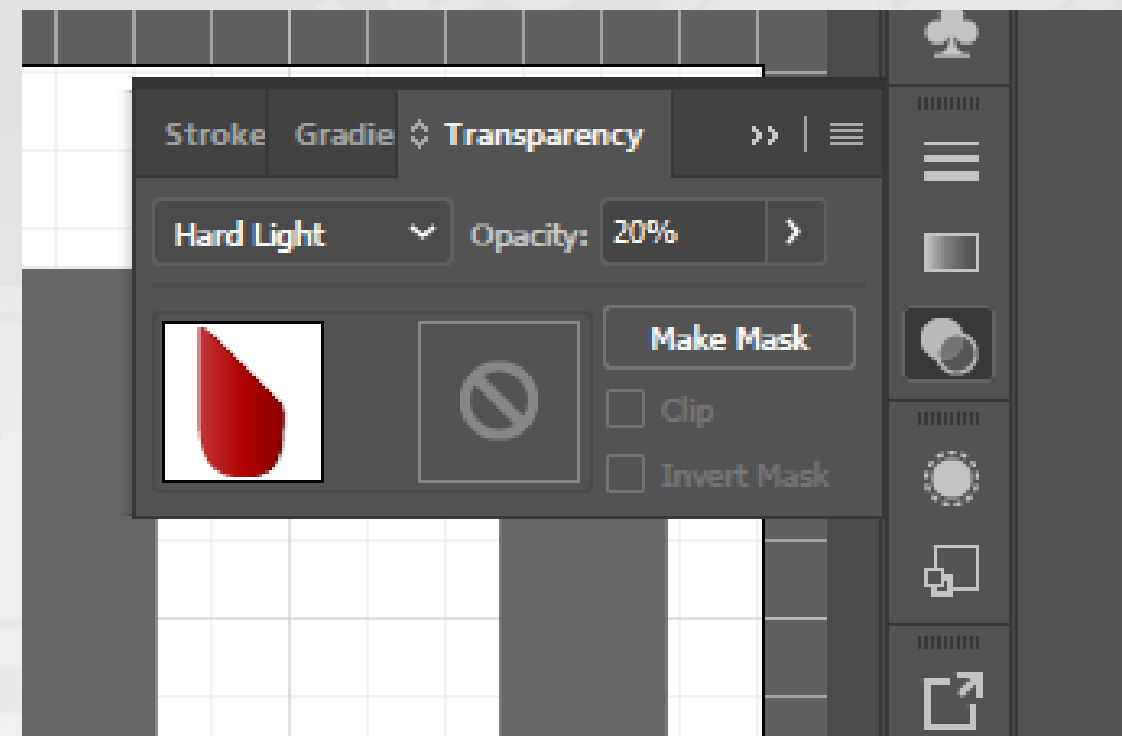 Stroke Gradie Transparency
Hard Light Opacity: 20%
Make Mask
Clip
Invert Mask